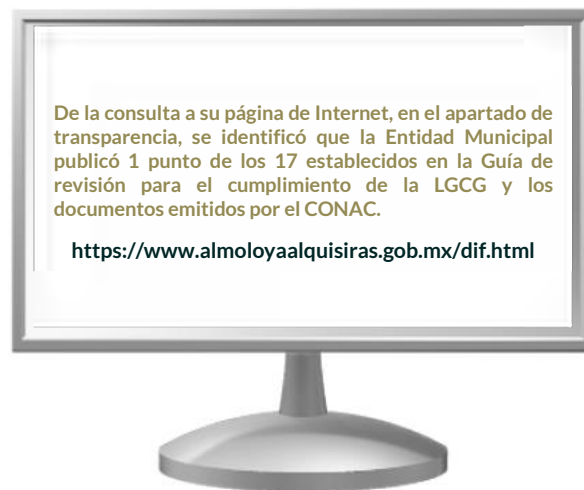 De la consulta a su página de Internet, en el apartado de
transparencia, se identificó que la Entidad Municipal
publicó 1 punto de los 17 establecidos en la Guía de
revisión para el cumplimiento de la LGCG y los
documentos emitidos por el CONAC.
https://www.almoloyaalquisiras.gob.mx/dif.html